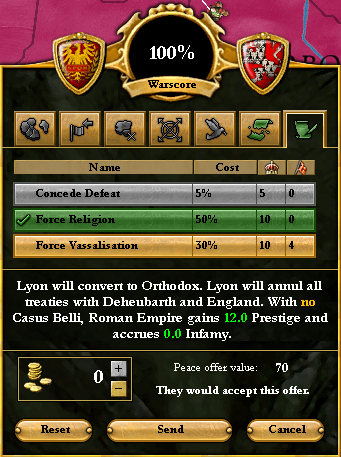 100%
Warscore
Name Cost
Concede Defeat 5% 5 0
Force Religion 50% 10 0
Force Vassalisation 30% 10 4
Lyon will convert to Orthodox. Lyon will annul all
treaties with Deheubarth and England. With no
Casus Belli, Roman Empire gains 12.0 Prestige and
accrues 0.0 Infamy.
0 + Peace offer value: 70
− They would accept this offer.
Reset Send Cancel